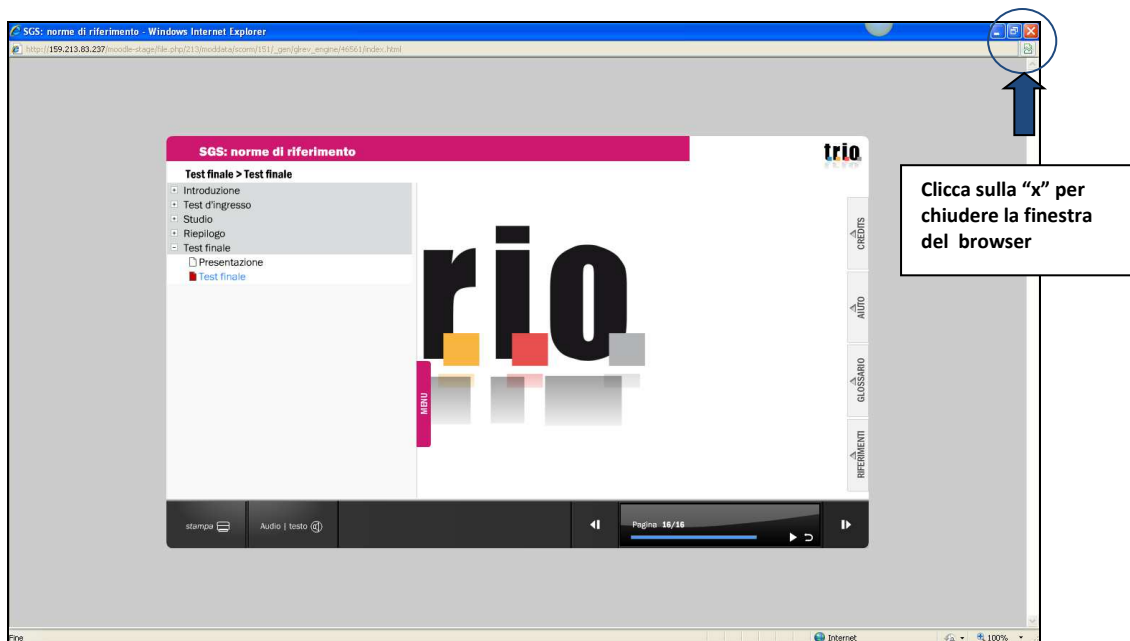 SGS: norme di riferimento - Windows Internet Explorer
http://159.213.83.237/moodle-stage/file.php/213/moddata/scorm/151/_gen/glrev_engine/46561/index.html
SGS: norme di riferimento
trio
Test finale > Test finale
Introduzione
Test d'ingresso
Studio
Riepilogo
Test finale
Presentazione
Test finale
r.i.o.
MENU
CREDITS
AIUTO
GLOSSARIO
RIFERIMENTI
Clicca sulla “x” per
chiudere la finestra
del browser
stampa
Audio | testo
Pagina 16/16
Fine
Internet
100%